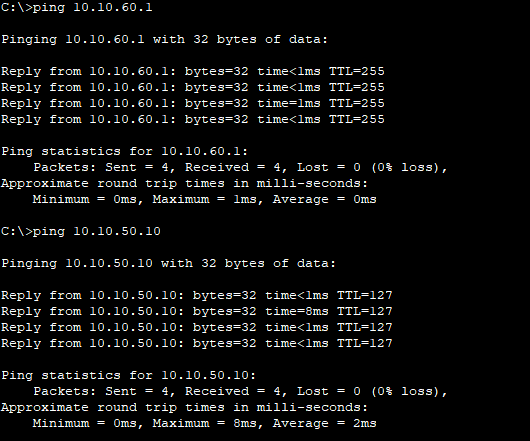 C:\>ping 10.10.60.1
Pinging 10.10.60.1 with 32 bytes of data:
Reply from 10.10.60.1: bytes=32 time<1ms TTL=255
Reply from 10.10.60.1: bytes=32 time<1ms TTL=255
Reply from 10.10.60.1: bytes=32 time=1ms TTL=255
Reply from 10.10.60.1: bytes=32 time<1ms TTL=255
Ping statistics for 10.10.60.1:
    Packets: Sent = 4, Received = 4, Lost = 0 (0% loss),
Approximate round trip times in milli-seconds:
    Minimum = 0ms, Maximum = 1ms, Average = 0ms
C:\>ping 10.10.50.10
Pinging 10.10.50.10 with 32 bytes of data:
Reply from 10.10.50.10: bytes=32 time<1ms TTL=127
Reply from 10.10.50.10: bytes=32 time=8ms TTL=127
Reply from 10.10.50.10: bytes=32 time<1ms TTL=127
Reply from 10.10.50.10: bytes=32 time<1ms TTL=127
Ping statistics for 10.10.50.10:
    Packets: Sent = 4, Received = 4, Lost = 0 (0% loss),
Approximate round trip times in milli-seconds:
    Minimum = 0ms, Maximum = 8ms, Average = 2ms